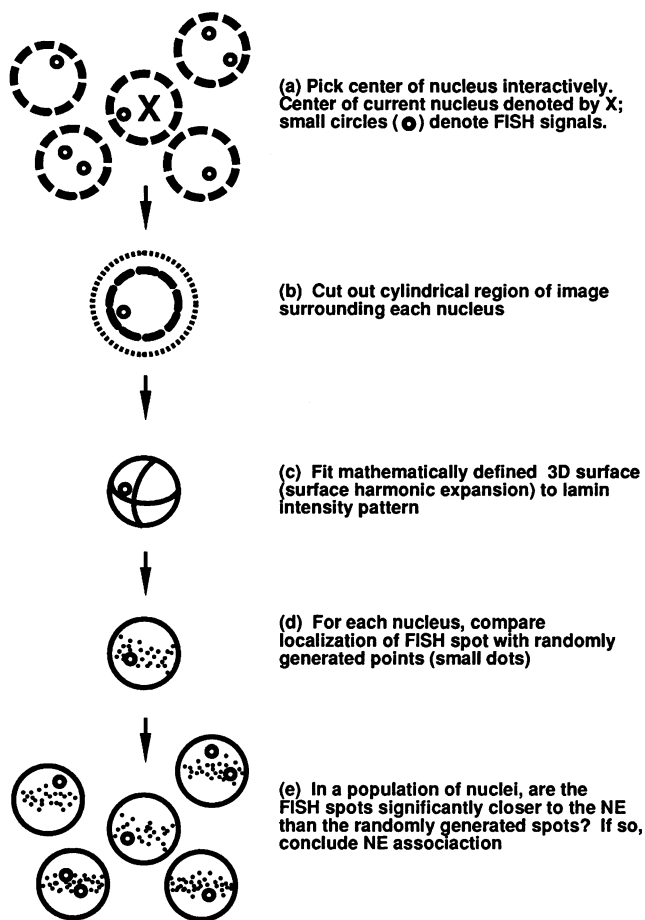 X
(a) Pick center of nucleus interactively.
Center of current nucleus denoted by X;
small circles ( ) denote FISH signals.
(b) Cut out cylindrical region of image
surrounding each nucleus
(c) Fit mathematically defined 3D surface
(surface harmonic expansion) to lamin
intensity pattern
(d) For each nucleus, compare
localization of FISH spot with randomly
generated points (small dots)
(e) In a population of nuclei, are the
FISH spots significantly closer to the NE
than the randomly generated spots? If so,
conclude NE associaction